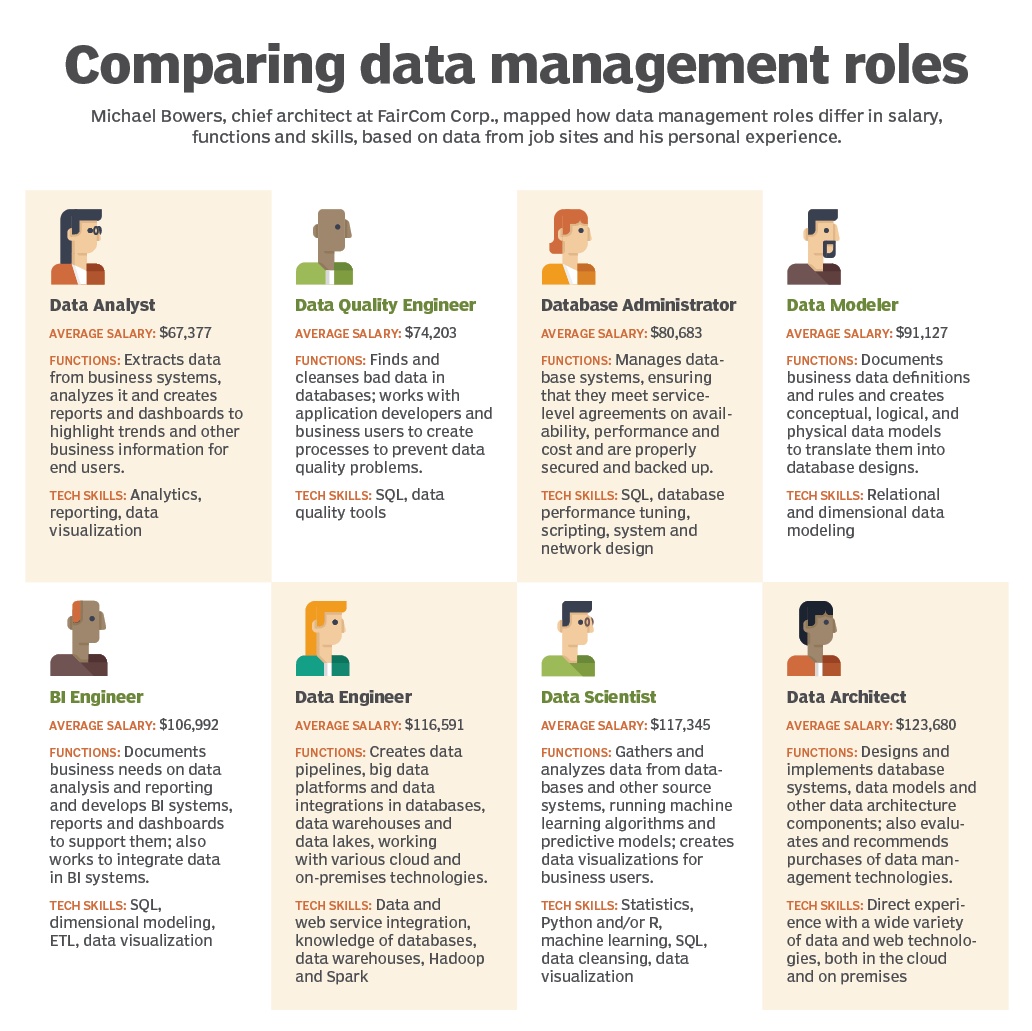 Comparing data management roles
Michael Bowers, chief architect at FairCom Corp., mapped how data management roles differ in salary,
functions and skills, based on data from job sites and his personal experience.
Data Analyst
AVERAGE SALARY: $67,377
FUNCTIONS: Extracts data
from business systems,
analyzes it and creates
reports and dashboards to
highlight trends and other
business information for
end users.
TECH SKILLS: Analytics,
reporting, data
visualization
Data Quality Engineer
AVERAGE SALARY: $74,203
FUNCTIONS: Finds and
cleanses bad data in
databases; works with
application developers and
business users to create
processes to prevent data
quality problems.
TECH SKILLS: SQL, data
quality tools
Database Administrator
AVERAGE SALARY: $80,683
FUNCTIONS: Manages data-
base systems, ensuring
that they meet service-
level agreements on avail-
ability, performance and
cost and are properly
secured and backed up.
TECH SKILLS: SQL, database
performance tuning,
scripting, system and
network design
Data Modeler
AVERAGE SALARY: $91,127
FUNCTIONS: Documents
business data definitions
and rules and creates
conceptual, logical, and
physical data models
to translate them into
database designs.
TECH SKILLS: Relational
and dimensional data
modeling
BI Engineer
AVERAGE SALARY: $106,992
FUNCTIONS: Documents
business needs on data
analysis and reporting
and develops BI systems,
reports and dashboards
to support them; also
works to integrate data
in BI systems.
TECH SKILLS: SQL,
dimensional modeling,
ETL, data visualization
Data Engineer
AVERAGE SALARY: $116,591
FUNCTIONS: Creates data
pipelines, big data
platforms and data
integrations in databases,
data warehouses and
data lakes, working
with various cloud and
on-premises technologies.
TECH SKILLS: Data and
web service integration,
knowledge of databases,
data warehouses, Hadoop
and Spark
Data Scientist
AVERAGE SALARY: $117,345
FUNCTIONS: Gathers and
analyzes data from data-
bases and other source
systems, running machine
learning algorithms and
predictive models; creates
data visualizations for
business users.
TECH SKILLS: Statistics,
Python and/or R,
machine learning, SQL,
data cleansing, data
visualization
Data Architect
AVERAGE SALARY: $123,680
FUNCTIONS: Designs and
implements database
systems, data models and
other data architecture
components; also evalu-
ates and recommends
purchases of data man-
agement technologies.
TECH SKILLS: Direct experi-
ence with a wide variety
of data and web technolo-
gies, both in the cloud
and on premises